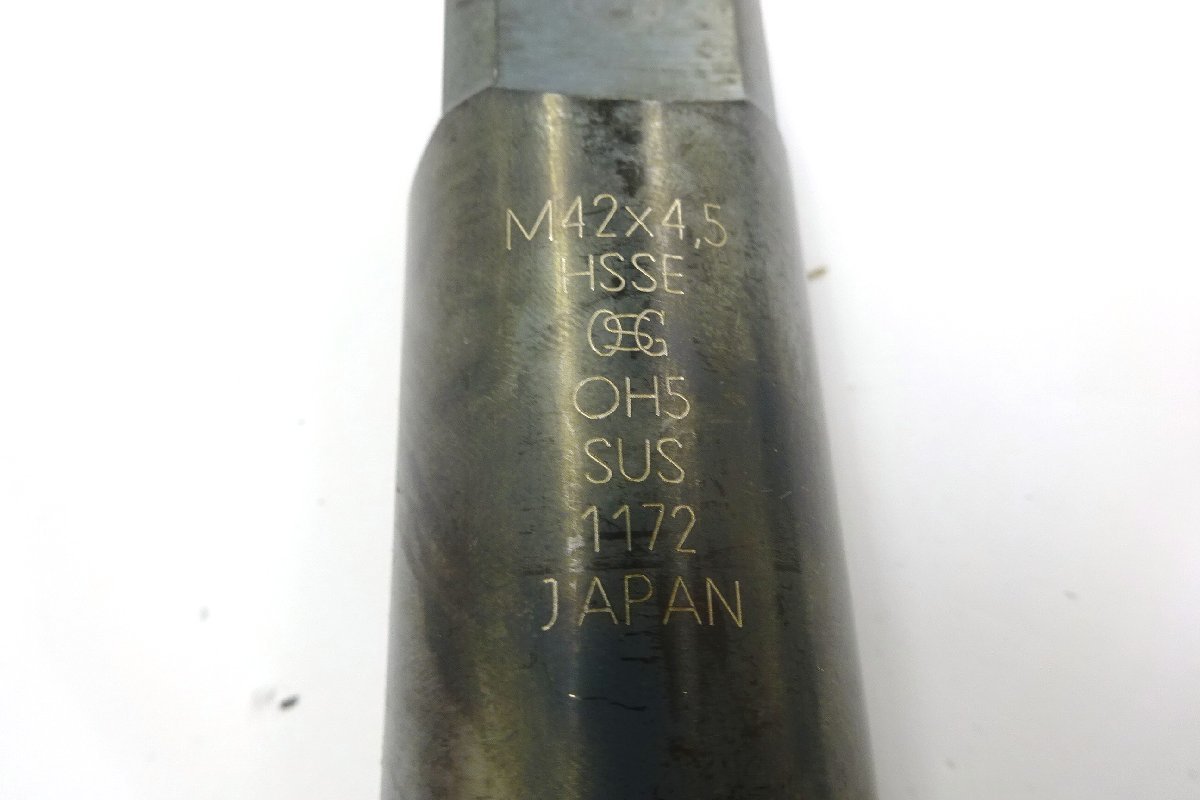 M42x4,5
HSSE
OSG
OH5
SUS
1172
JAPAN